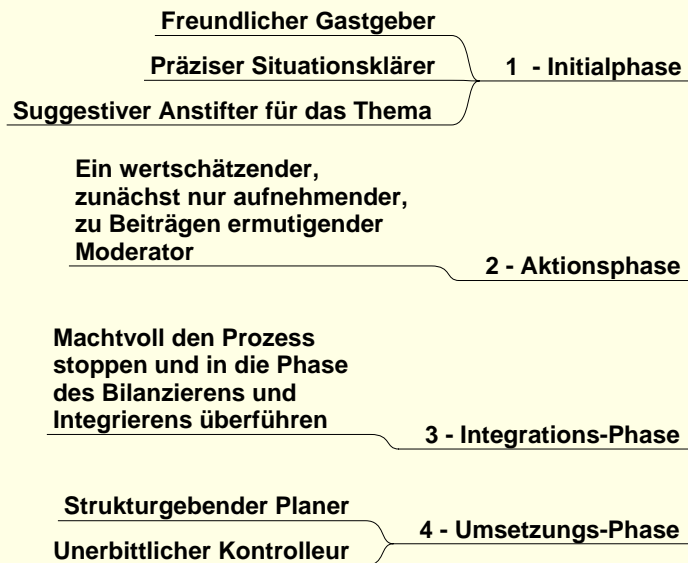 Freundlicher Gastgeber
Präziser Situationsklärer
1 - Initialphase
Suggestiver Anstifter für das Thema
Ein wertschätzender,
zunächst nur aufnehmender,
zu Beiträgen ermutigender
Moderator
2 - Aktionsphase
Machtvoll den Prozess
stoppen und in die Phase
des Bilanzierens und
Integrierens überführen
3 - Integrations-Phase
Strukturgebender Planer
4 - Umsetzungs-Phase
Unerbittlicher Kontrolleur